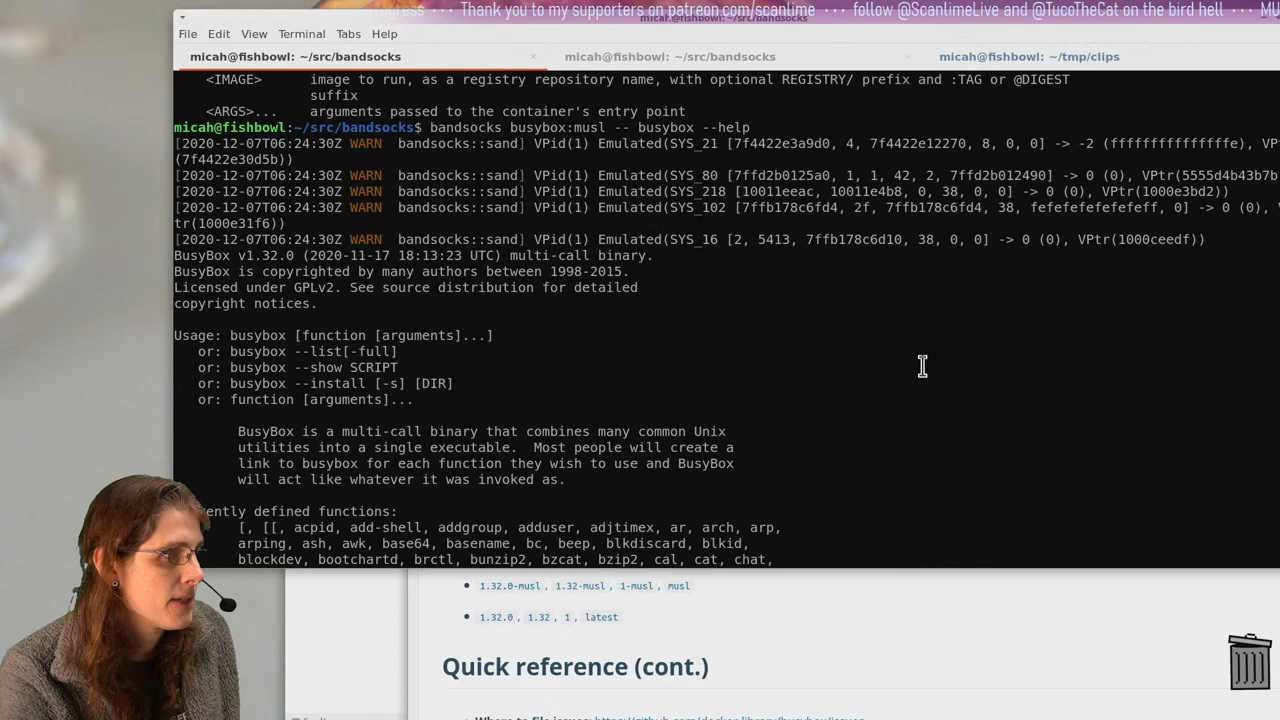 ogress ··· Thank you to my supporters on patreon.com/scanlime ··· follow @ScanlimeLive and @TucoTheCat on the bird hell ··· MU
micah@fishbowl: ~/src/bandsocks
File Edit View Terminal Tabs Help
micah@fishbowl: ~/src/bandsocks × micah@fishbowl: ~/src/bandsocks × micah@fishbowl: ~/tmp/clips
<IMAGE> image to run, as a registry repository name, with optional REGISTRY/ prefix and :TAG or @DIGEST
suffix
<ARGS>... arguments passed to the container's entry point
micah@fishbowl:~/src/bandsocks$ bandsocks busybox:musl -- busybox --help
[2020-12-07T06:24:30Z WARN bandsocks::sand] VPid(1) Emulated(SYS_21 [7f4422e3a9d0, 4, 7f4422e12270, 8, 0, 0] -> -2 (fffffffffffffffe), VP
(7f4422e30d5b))
[2020-12-07T06:24:30Z WARN bandsocks::sand] VPid(1) Emulated(SYS_80 [7ffd2b0125a0, 1, 1, 42, 2, 7ffd2b012490] -> 0 (0), VPtr(5555d4b43b7b
[2020-12-07T06:24:30Z WARN bandsocks::sand] VPid(1) Emulated(SYS_218 [10011eeac, 10011e4b8, 0, 38, 0, 0] -> 0 (0), VPtr(1000e3bd2))
[2020-12-07T06:24:30Z WARN bandsocks::sand] VPid(1) Emulated(SYS_102 [7ffb178c6fd4, 2f, 7ffb178c6fd4, 38, fefefefefefefeff, 0] -> 0 (0), V
tr(1000e31f6))
[2020-12-07T06:24:30Z WARN bandsocks::sand] VPid(1) Emulated(SYS_16 [2, 5413, 7ffb178c6d10, 38, 0, 0] -> 0 (0), VPtr(1000ceedf))
BusyBox v1.32.0 (2020-11-17 18:13:23 UTC) multi-call binary.
BusyBox is copyrighted by many authors between 1998-2015.
Licensed under GPLv2. See source distribution for detailed
copyright notices.
Usage: busybox [function [arguments]...]
or: busybox --list[-full]
or: busybox --show SCRIPT
or: busybox --install [-s] [DIR]
or: function [arguments]...
BusyBox is a multi-call binary that combines many common Unix
utilities into a single executable. Most people will create a
link to busybox for each function they wish to use and BusyBox
will act like whatever it was invoked as.
ently defined functions:
[, [[, acpid, add-shell, addgroup, adduser, adjtimex, ar, arch, arp,
arping, ash, awk, base64, basename, bc, beep, blkdiscard, blkid,
blockdev, bootchartd, brctl, bunzip2, bzcat, bzip2, cal, cat, chat,
1.32.0-musl, 1.32-musl, 1-musl, musl
1.32.0, 1.32, 1, latest
Quick reference (cont.)